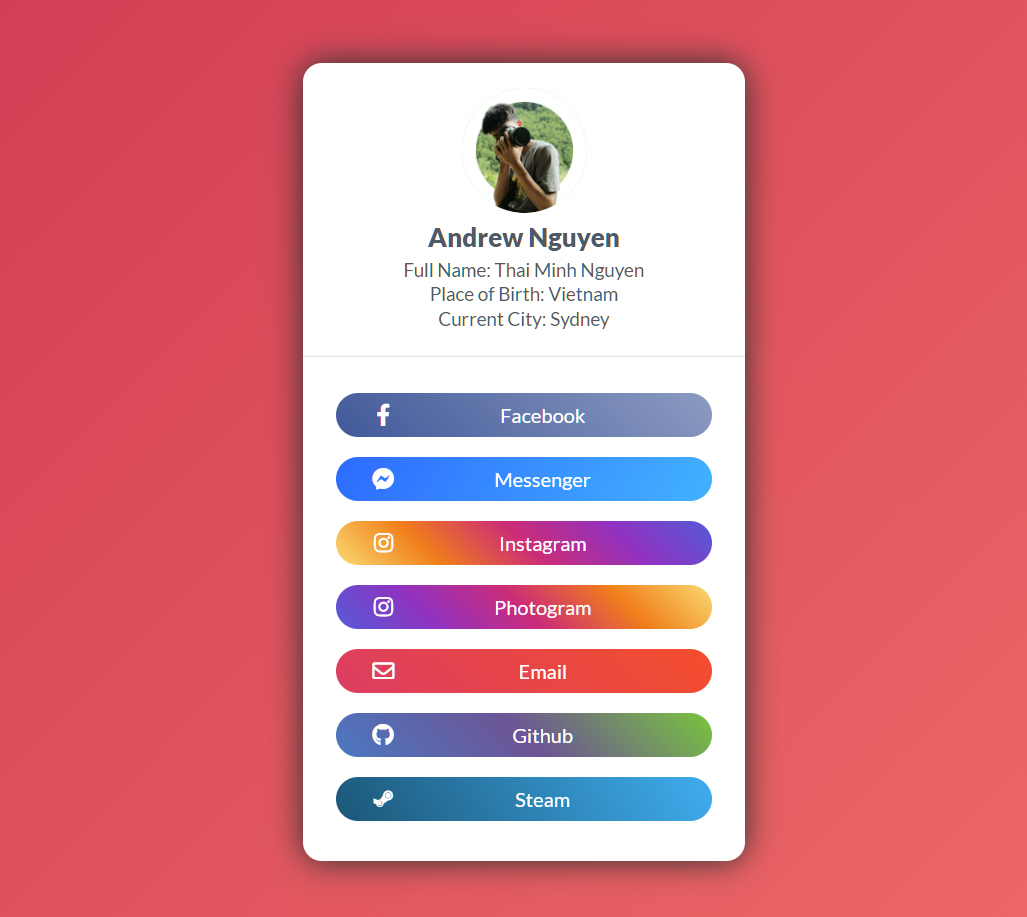 Andrew Nguyen
Full Name: Thai Minh Nguyen
Place of Birth: Vietnam
Current City: Sydney
Facebook
Messenger
Instagram
Photogram
Email
Github
Steam